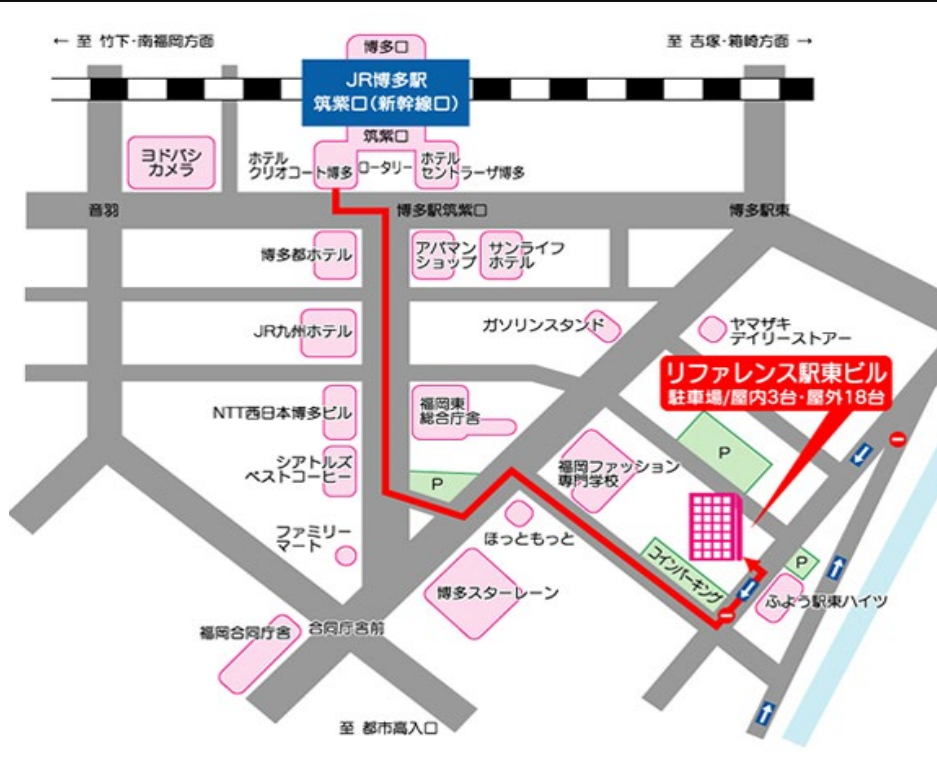 ← 至 竹下・南福岡方面
至 吉塚・箱崎方面 →
博多口
JR博多駅
筑紫口(新幹線口)
筑紫口
ヨドバシ
カメラ
ホテル
クリオコート博多
ロータリー
ホテル
セントラーザ博多
音羽
博多駅筑紫口
博多駅東
博多都ホテル
アパマン
ショップ
サンライフ
ホテル
JR九州ホテル
ガソリンスタンド
ヤマザキ
デイリーストアー
リファレンス駅東ビル
駐車場/屋内3台・屋外18台
NTT西日本博多ビル
福岡東
総合庁舎
シアトルズ
ベストコーヒー
P
福岡ファッション
専門学校
P
ファミリー
マート
ほっともっと
コインパーキング
P
博多スターレーン
ふよう駅東ハイツ
福岡合同庁舎
合同庁舎前
至 都市高入口